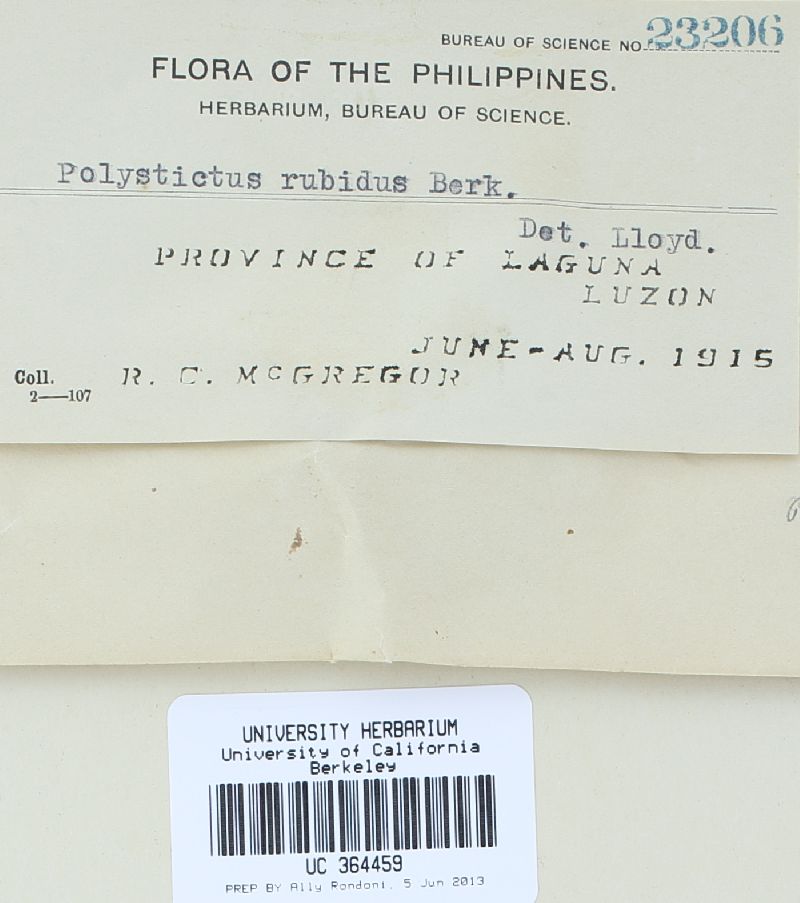 BUREAU OF SCIENCE NO. 23206
FLORA OF THE PHILIPPINES.
HERBARIUM, BUREAU OF SCIENCE.
Polystictus rubidus Berk.
Det. Lloyd.
PROVINCE OF LAGUNA
LUZON
JUNE-AUG. 1915
Coll. R. C. McGREGOR
2—107
UNIVERSITY HERBARIUM
University of California
Berkeley
UC 364459
PREP BY Ally Rondoni, 5 Jun 2013